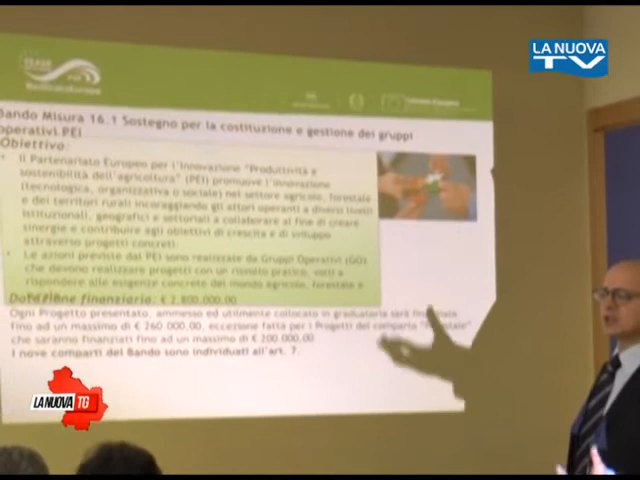 LA NUOVA
TV
Bando Misura 16.1 Sostegno per la costituzione e gestione dei gruppi
operativi PEI
Obiettivo:
• Il Partenariato Europeo per l'Innovazione "Produttività e
sostenibilità dell'agricoltura" (PEI) promuove l'innovazione
(tecnologica, organizzativa o sociale) nel settore agricolo, forestale
e dei territori rurali incoraggiando gli attori operanti a diversi livelli
istituzionali, geografici e settoriali a collaborare al fine di creare
sinergie e contribuire agli obiettivi di crescita e di sviluppo
attraverso progetti concreti.
• Le azioni previste dal PEI sono realizzate da Gruppi Operativi (GO)
che devono realizzare progetti con un risvolto pratico, volti a
rispondere alle esigenze concrete del mondo agricolo, forestale e
Dotazione finanziaria: € 2.800.000,00
Ogni Progetto presentato, ammesso ed utilmente collocato in graduatoria sarà finanziato
fino ad un massimo di € 260.000,00, eccezione fatta per i Progetti del comparto "Forestale"
che saranno finanziati fino ad un massimo di € 200.000,00.
I nove comparti del Bando sono individuati all'art. 7.
LA NUOVA TG